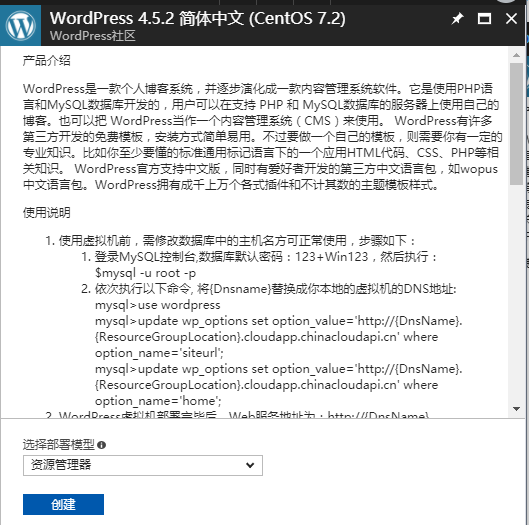 WordPress 4.5.2 简体中文 (CentOS 7.2)
WordPress社区
产品介绍
WordPress是一款个人博客系统，并逐步演化成一款内容管理系统软件。它是使用PHP语
言和MySQL数据库开发的，用户可以在支持 PHP 和 MySQL数据库的服务器上使用自己的
博客。也可以把 WordPress当作一个内容管理系统（CMS）来使用。 WordPress有许多
第三方开发的免费模板，安装方式简单易用。不过要做一个自己的模板，则需要你有一定的
专业知识。比如你至少要懂的标准通用标记语言下的一个应用HTML代码、CSS、PHP等相
关知识。 WordPress官方支持中文版，同时有爱好者开发的第三方中文语言包，如wopus
中文语言包。WordPress拥有成千上万个各式插件和不计其数的主题模板样式。
使用说明
1. 使用虚拟机前，需修改数据库中的主机名方可正常使用，步骤如下：
1. 登录MySQL控制台,数据库默认密码：123+Win123，然后执行：
$mysql -u root -p
2. 依次执行以下命令, 将{Dnsname}替换成你本地的虚拟机的DNS地址:
mysql>use wordpress
mysql>update wp_options set option_value='http://{DnsName}.
{ResourceGroupLocation}.cloudapp.chinacloudapi.cn' where
option_name='siteurl';
mysql>update wp_options set option_value='http://{DnsName}.
{ResourceGroupLocation}.cloudapp.chinacloudapi.cn' where
option_name='home';
2. WordPress虚拟机部署完毕后，Web服务地址为：http://{DnsName}.
选择部署模型
资源管理器
创建